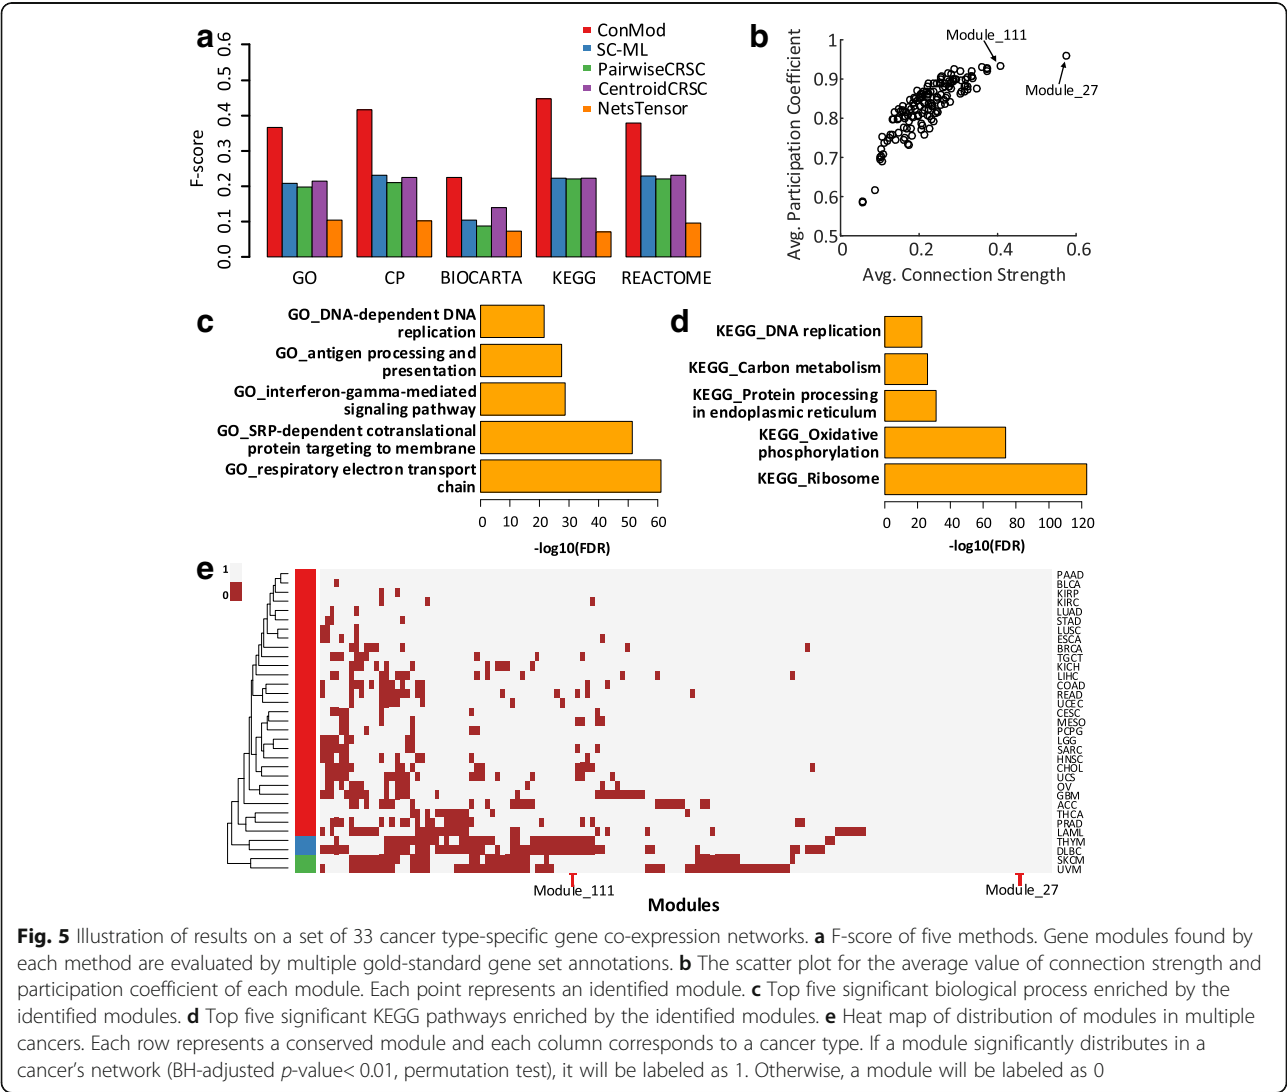 a
F-score
0.0 0.1 0.2 0.3 0.4 0.5 0.6
ConMod
SC-ML
PairwiseCRSC
CentroidCRSC
NetsTensor
GO CP BIOCARTA KEGG REACTOME
b
Avg. Participation Coefficient
1
0.9
0.8
0.7
0.6
0.5
0 0.2 0.4 0.6
Avg. Connection Strength
Module_111
Module_27
c
GO_DNA-dependent DNA
replication
GO_antigen processing and
presentation
GO_interferon-gamma-mediated
signaling pathway
GO_SRP-dependent cotranslational
protein targeting to membrane
GO_respiratory electron transport
chain
0 10 20 30 40 50 60
-log10(FDR)
d
KEGG_DNA replication
KEGG_Carbon metabolism
KEGG_Protein processing
in endoplasmic reticulum
KEGG_Oxidative
phosphorylation
KEGG_Ribosome
0 20 40 60 80 100 120
-log10(FDR)
e
1
0
PAAD
BLCA
KIRP
KIRC
LUAD
STAD
LUSC
ESCA
BRCA
TGCT
KICH
LIHC
COAD
READ
UCEC
CESC
MESO
PCPG
LGG
SARC
HNSC
CHOL
UCS
OV
GBM
ACC
THCA
PRAD
LAML
THYM
DLBC
SKCM
UVM
Module_111
Module_27
Modules
Fig. 5 Illustration of results on a set of 33 cancer type-specific gene co-expression networks. a F-score of five methods. Gene modules found by
each method are evaluated by multiple gold-standard gene set annotations. b The scatter plot for the average value of connection strength and
participation coefficient of each module. Each point represents an identified module. c Top five significant biological process enriched by the
identified modules. d Top five significant KEGG pathways enriched by the identified modules. e Heat map of distribution of modules in multiple
cancers. Each row represents a conserved module and each column corresponds to a cancer type. If a module significantly distributes in a
cancer's network (BH-adjusted p-value< 0.01, permutation test), it will be labeled as 1. Otherwise, a module will be labeled as 0